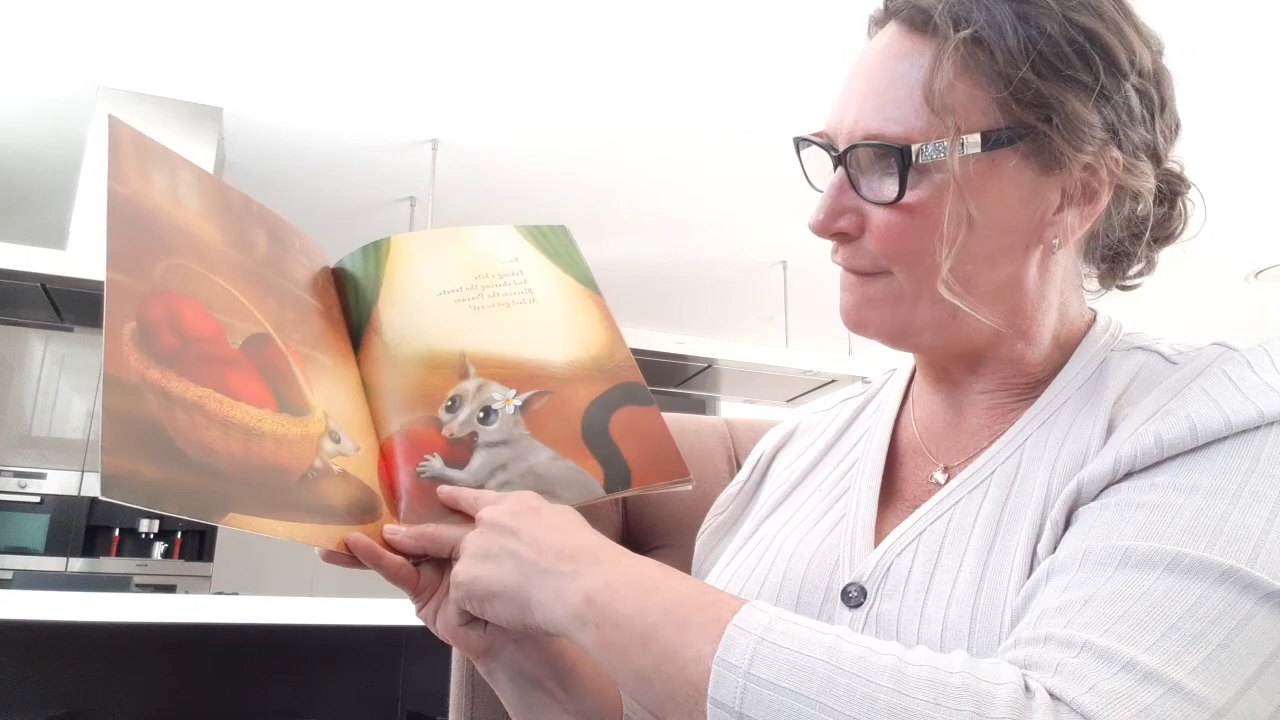 Taking a bite
And sharing the treats,
Blossom the Possum
At last got to eat!